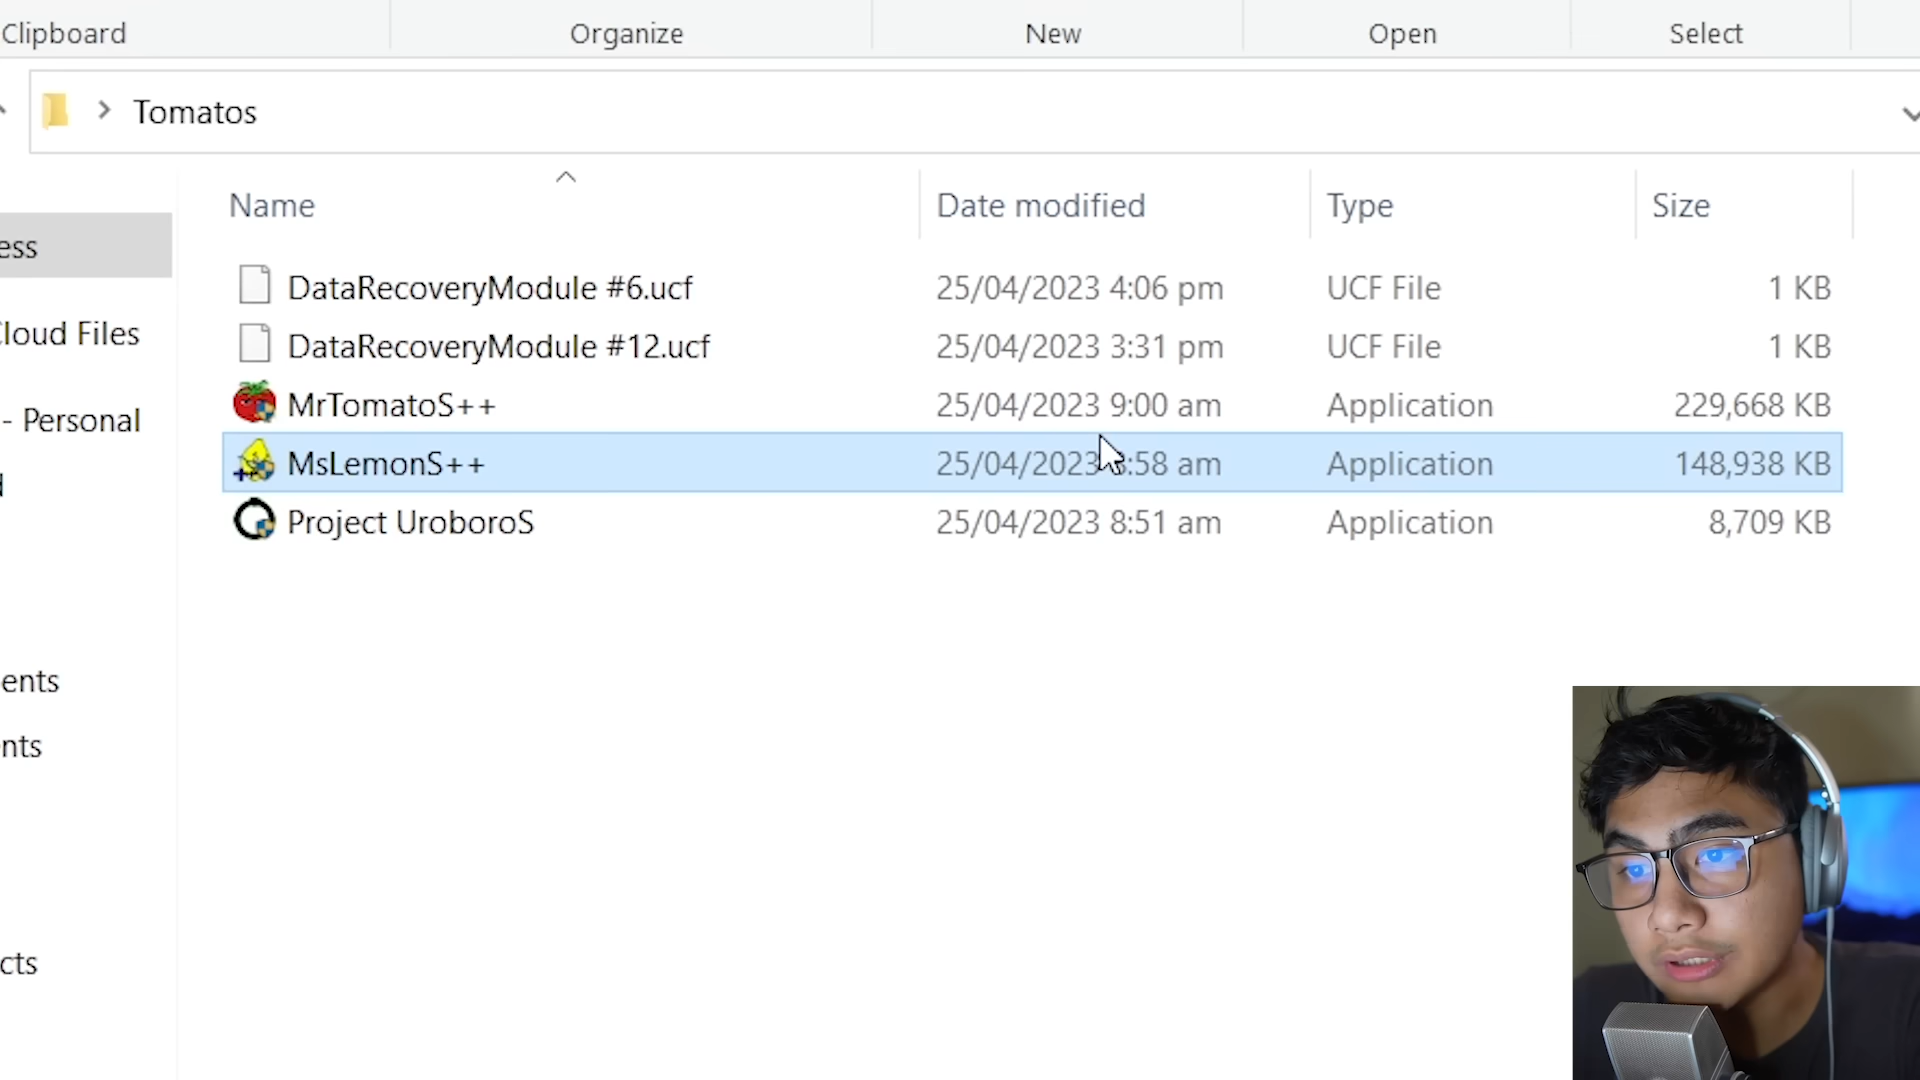 Clipboard Organize New Open Select
Tomatos
Name Date modified Type Size
ess
DataRecoveryModule #6.ucf 25/04/2023 4:06 pm UCF File 1 KB
loud Files
DataRecoveryModule #12.ucf 25/04/2023 3:31 pm UCF File 1 KB
MrTomatoS++ 25/04/2023 9:00 am Application 229,668 KB
- Personal
MsLemonS++ 25/04/2023 :58 am Application 148,938 KB
Project UroboroS 25/04/2023 8:51 am Application 8,709 KB
ents
nts
cts